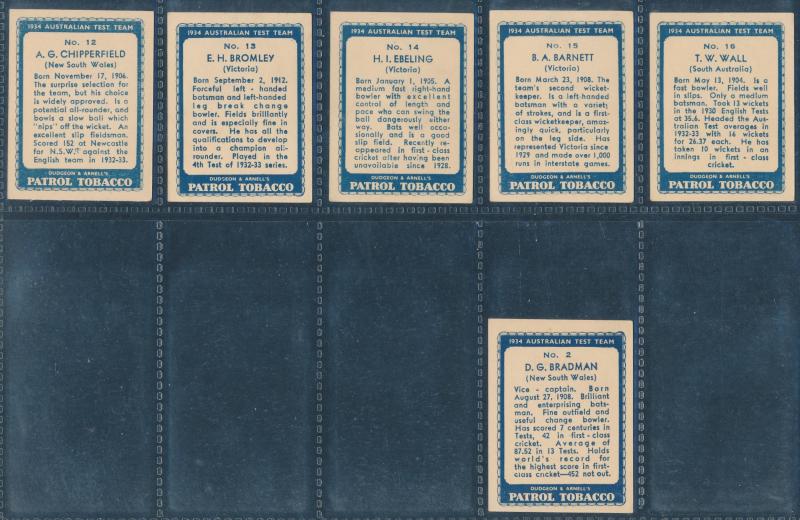 1934 AUSTRALIAN TEST TEAM
No. 12
A. G. CHIPPERFIELD
(New South Wales)
Born November 17, 1906.
The surprise selection for
the team, but his choice
is widely approved. Is a
potential all-rounder, and
bowls a slow ball which
"nips" off the wicket. An
excellent slip fieldsman.
Scored 152 at Newcastle
for N.S.W. against the
English team in 1932-33.
DUDGEON & ARNELL'S
PATROL TOBACCO
1934 AUSTRALIAN TEST TEAM
No. 13
E. H. BROMLEY
(Victoria)
Born September 2, 1912.
Forceful left - handed
batsman and left-handed
leg break change
bowler. Fields brilliantly
and is especially fine in
covers. He has all the
qualifications to develop
into a champion all-
rounder. Played in the
4th Test of 1932-33 series.
DUDGEON & ARNELL'S
PATROL TOBACCO
1934 AUSTRALIAN TEST TEAM
No. 14
H. I. EBELING
(Victoria)
Born January 1, 1905. A
medium fast right-hand
bowler with excellent
control of length and
pace who can swing the
ball dangerously either
way. Bats well occa-
sionally and is a good
slip field. Recently re-
appeared in first-class
cricket after having been
unavailable since 1928.
DUDGEON & ARNELL'S
PATROL TOBACCO
1934 AUSTRALIAN TEST TEAM
No. 15
B. A. BARNETT
(Victoria)
Born March 23, 1908. The
team's second wicket-
keeper. Is a left-handed
batsman with a variety
of strokes, and is a first-
class wicketkeeper, amaz-
ingly quick, particularly
on the leg side. Has
represented Victoria since
1929 and made over 1,000
runs in interstate games.
DUDGEON & ARNELL'S
PATROL TOBACCO
1934 AUSTRALIAN TEST TEAM
No. 16
T. W. WALL
(South Australia)
Born May 13, 1904. Is a
fast bowler. Fields well
in slips. Only a medium
batsman. Took 13 wickets
in the 1930 English Tests
at 35.6. Headed the Aus-
tralian Test averages in
1932-33 with 16 wickets
for 26.37 each. He has
taken 10 wickets in an
innings in first - class
cricket.
DUDGEON & ARNELL'S
PATROL TOBACCO
1934 AUSTRALIAN TEST TEAM
No. 2
D. G. BRADMAN
(New South Wales)
Vice - captain. Born
August 27, 1908. Brilliant
and enterprising bats-
man. Fine outfield and
useful change bowler.
Has scored 7 centuries in
Tests, 42 in first-class
cricket. Average of
87.52 in 13 Tests. Holds
world's record for
the highest score in first-
class cricket—452 not out.
DUDGEON & ARNELL'S
PATROL TOBACCO